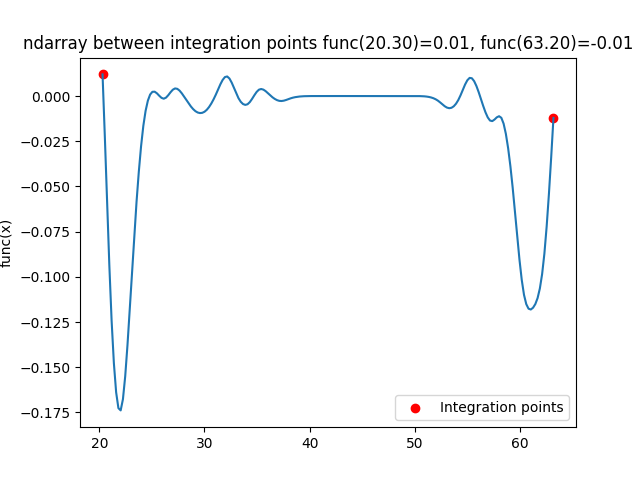 ndarray between integration points func(20.30)=0.01, func(63.20)=-0.01
0.000
−0.025
−0.050
−0.075
−0.100
−0.125
−0.150
−0.175
func(x)
20 30 40 50 60
Integration points